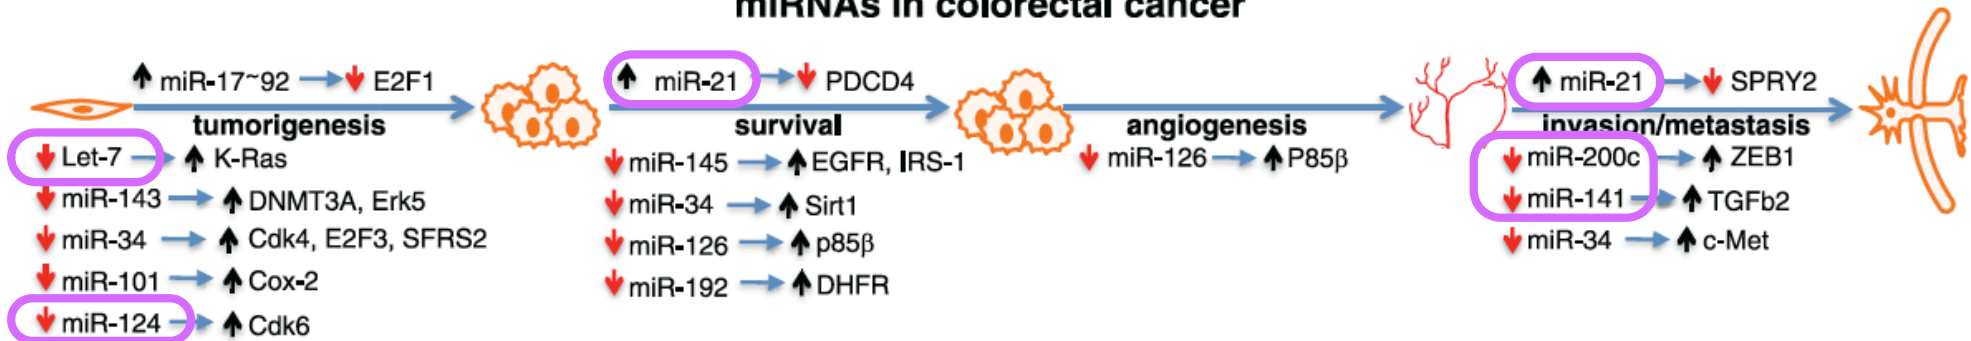 miRNAs in colorectal cancer
miR-17~92 E2F1
tumorigenesis
Let-7 K-Ras
miR-143 DNMT3A, Erk5
miR-34 Cdk4, E2F3, SFRS2
miR-101 Cox-2
miR-124 Cdk6
miR-21 PDCD4
survival
miR-145 EGFR, IRS-1
miR-34 Sirt1
miR-126 p85β
miR-192 DHFR
angiogenesis
miR-126 P85β
miR-21 SPRY2
invasion/metastasis
miR-200c ZEB1
miR-141 TGFb2
miR-34 c-Met